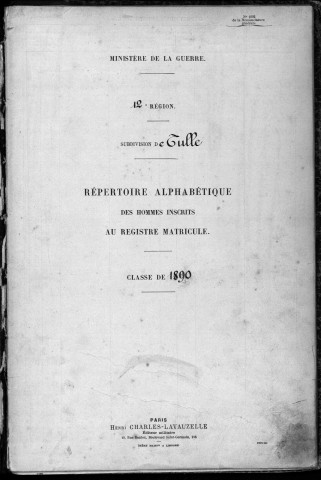 MINISTÈRE DE LA GUERRE.
12e RÉGION.
SUBDIVISION De Tulle
RÉPERTOIRE ALPHABÉTIQUE
DES HOMMES INSCRITS
AU REGISTRE MATRICULE.
CLASSE DE 1890
PARIS
HENRI CHARLES-LAVAUZELLE
Éditeur militaire